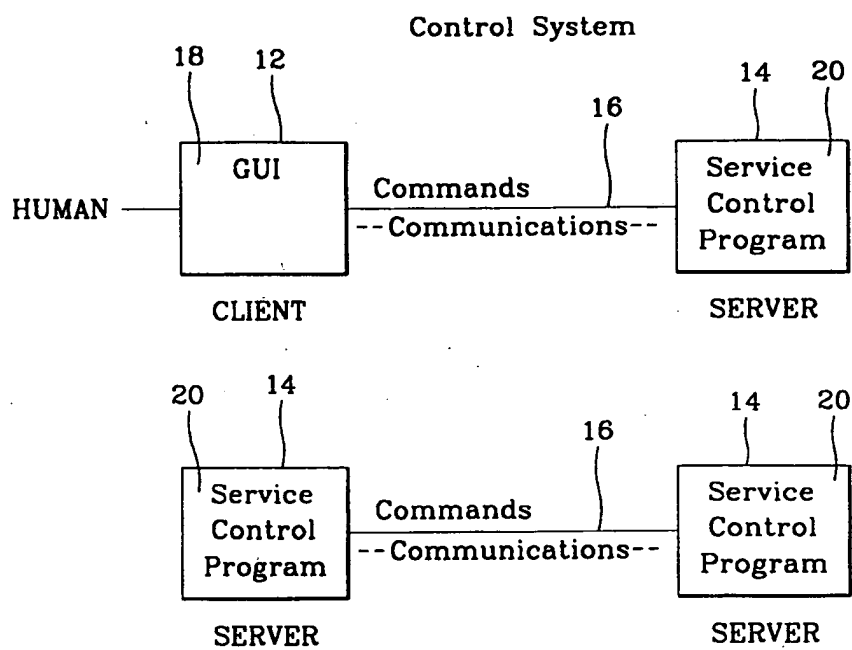 Control System
18
12
14
20
16
GUI
Service
Control
Program
HUMAN
Commands
--Communications--
CLIENT
SERVER
20
14
14
20
16
Service
Control
Program
Commands
--Communications--
Service
Control
Program
SERVER
SERVER